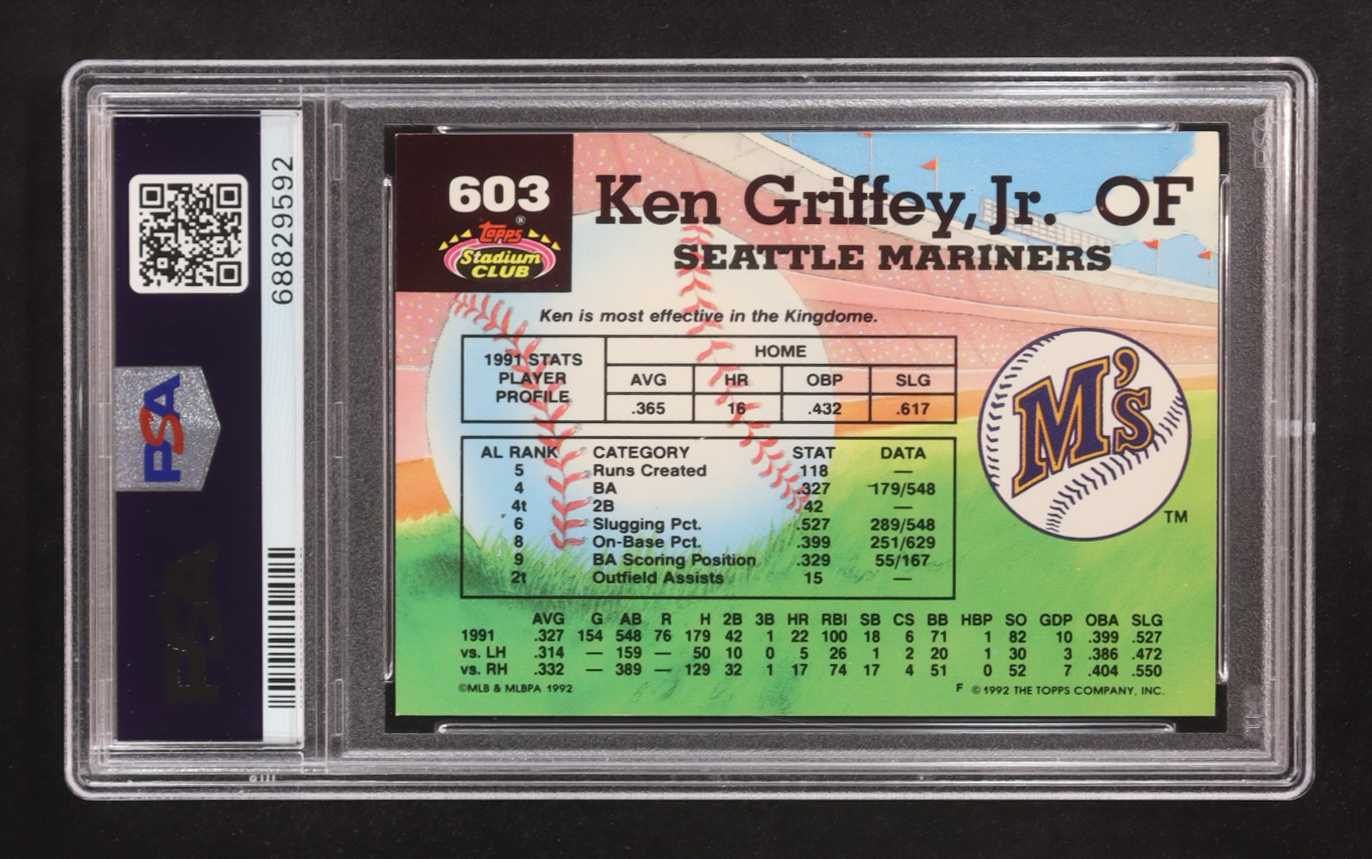 68829592
PSA
PSA
603
Topps®
Stadium
CLUB
Ken Griffey, Jr. OF
SEATTLE MARINERS
Ken is most effective in the Kingdome.
1991 STATS
PLAYER
PROFILE
HOME
AVG HR OBP SLG
.365 16 .432 .617
M's
TM
AL RANK CATEGORY STAT DATA
5 Runs Created 118 —
4 BA .327 179/548
4t 2B 42 —
6 Slugging Pct. .527 289/548
8 On-Base Pct. .399 251/629
9 BA Scoring Position .329 55/167
2t Outfield Assists 15 —
AVG G AB R H 2B 3B HR RBI SB CS BB HBP SO GDP OBA SLG
1991 .327 154 548 76 179 42 1 22 100 18 6 71 1 82 10 .399 .527
vs. LH .314 — 159 — 50 10 0 5 26 1 2 20 1 30 3 .386 .472
vs. RH .332 — 389 — 129 32 1 17 74 17 4 51 0 52 7 .404 .550
©MLB & MLBPA 1992
F © 1992 THE TOPPS COMPANY, INC.